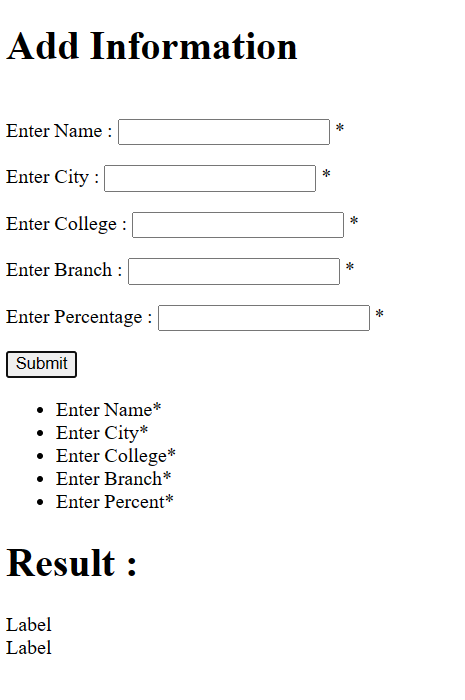 Add Information
Enter Name : *
Enter City : *
Enter College : *
Enter Branch : *
Enter Percentage : *
Submit
• Enter Name*
• Enter City*
• Enter College*
• Enter Branch*
• Enter Percent*
Result :
Label
Label